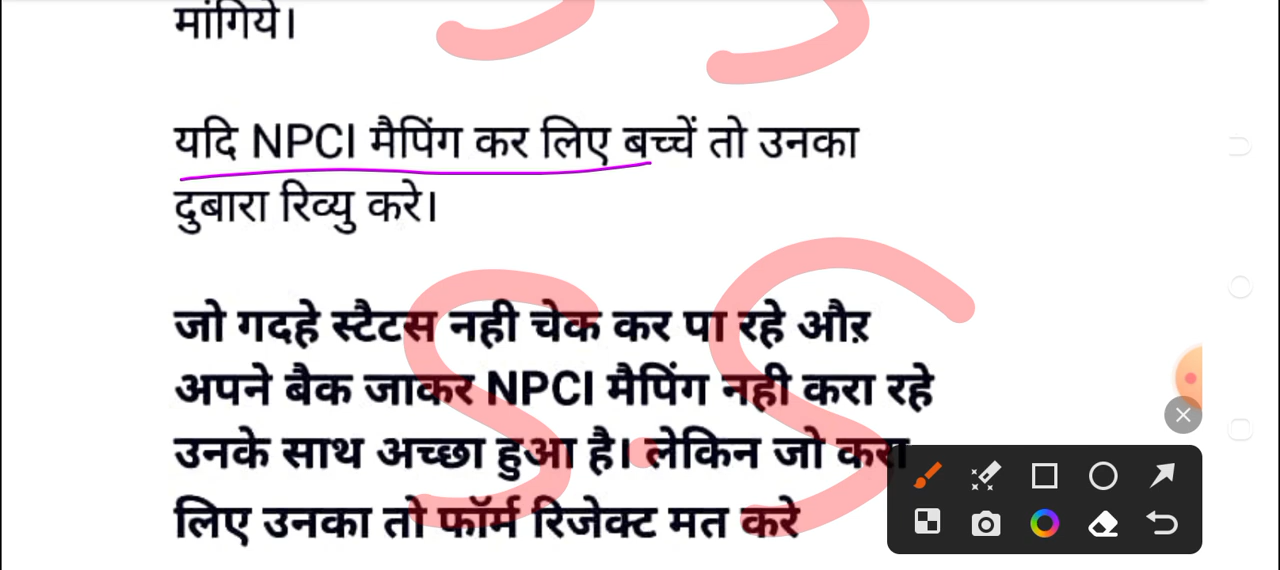 मांगिये।
यदि NPCI मैपिंग कर लिए बच्चें तो उनका
दुबारा रिव्यु करे।
जो गदहे स्टैटस नही चेक कर पा रहे औऱ
अपने बैक जाकर NPCI मैपिंग नही करा रहे
उनके साथ अच्छा हुआ है। लेकिन जो करा
लिए उनका तो फॉर्म रिजेक्ट मत करे
S.S